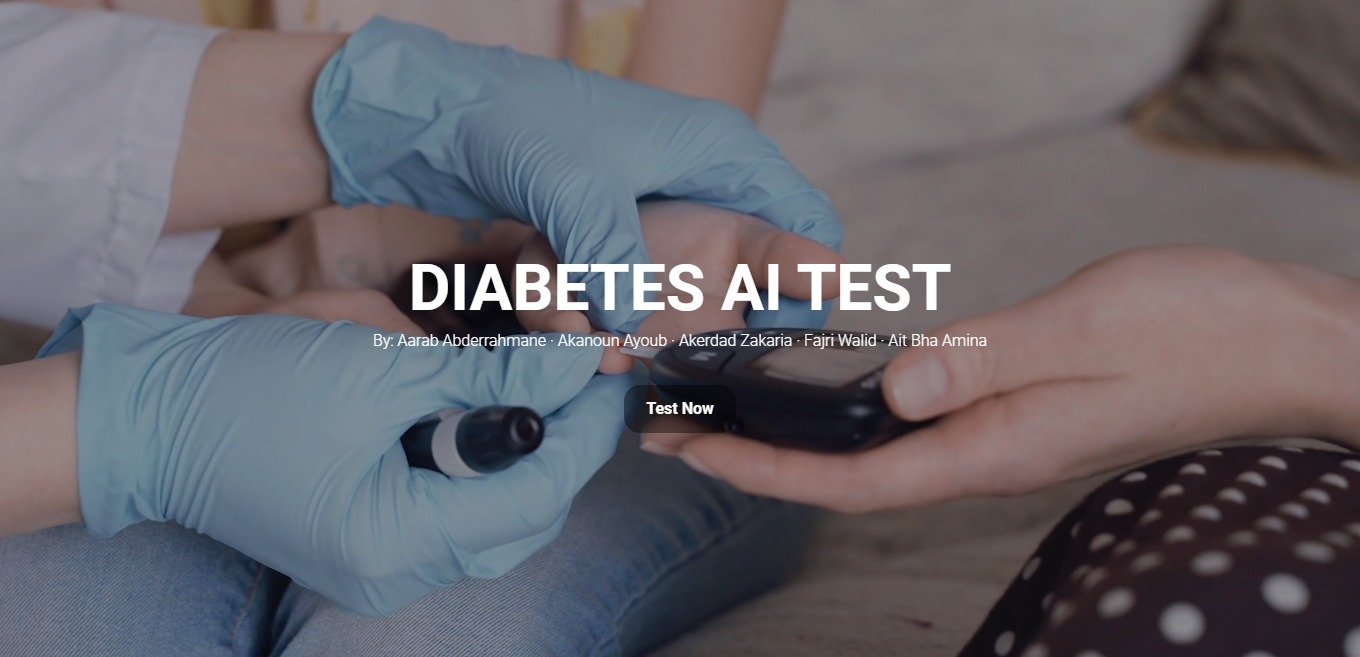 DIABETES AI TEST
By: Aarab Abderrahmane · Akanoun Ayoub · Akerdad Zakaria · Fajri Walid · Ait Bha Amina
Test Now